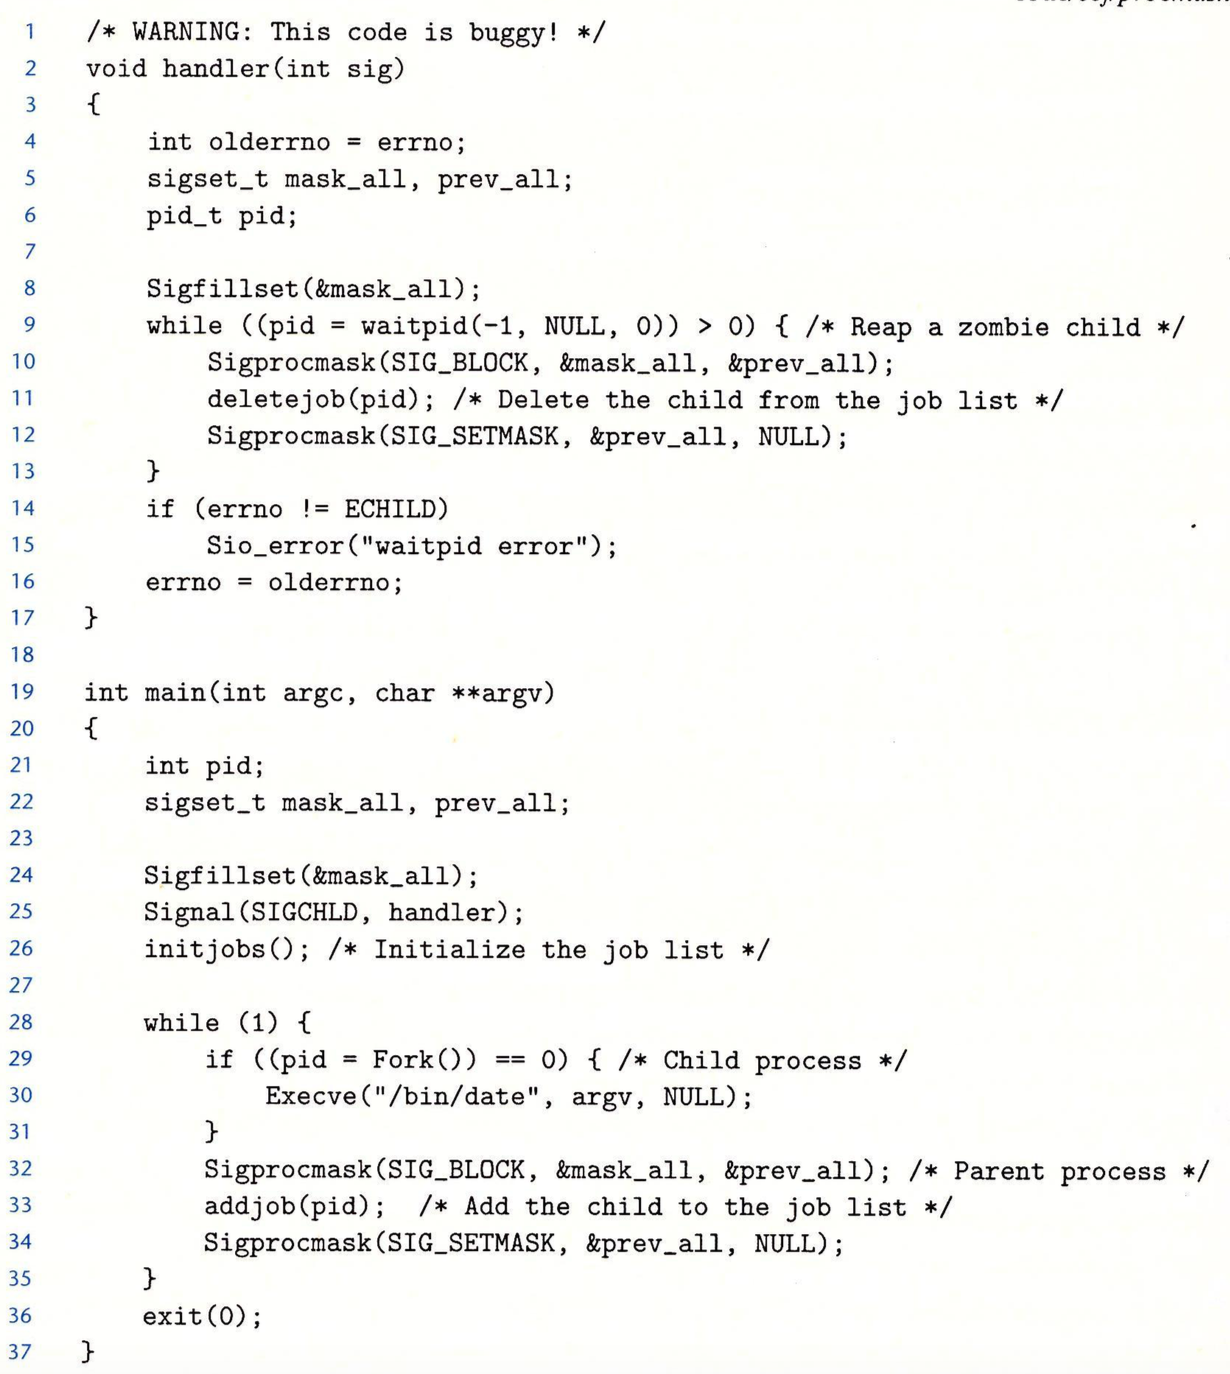 1 /* WARNING: This code is buggy! */
2 void handler(int sig)
3 {
4     int olderrno = errno;
5     sigset_t mask_all, prev_all;
6     pid_t pid;
7
8     Sigfillset(&mask_all);
9     while ((pid = waitpid(-1, NULL, 0)) > 0) { /* Reap a zombie child */
10         Sigprocmask(SIG_BLOCK, &mask_all, &prev_all);
11         deletejob(pid); /* Delete the child from the job list */
12         Sigprocmask(SIG_SETMASK, &prev_all, NULL);
13     }
14     if (errno != ECHILD)
15         Sio_error("waitpid error");
16     errno = olderrno;
17 }
18
19 int main(int argc, char **argv)
20 {
21     int pid;
22     sigset_t mask_all, prev_all;
23
24     Sigfillset(&mask_all);
25     Signal(SIGCHLD, handler);
26     initjobs(); /* Initialize the job list */
27
28     while (1) {
29         if ((pid = Fork()) == 0) { /* Child process */
30             Execve("/bin/date", argv, NULL);
31         }
32         Sigprocmask(SIG_BLOCK, &mask_all, &prev_all); /* Parent process */
33         addjob(pid);  /* Add the child to the job list */
34         Sigprocmask(SIG_SETMASK, &prev_all, NULL);
35     }
36     exit(0);
37 }